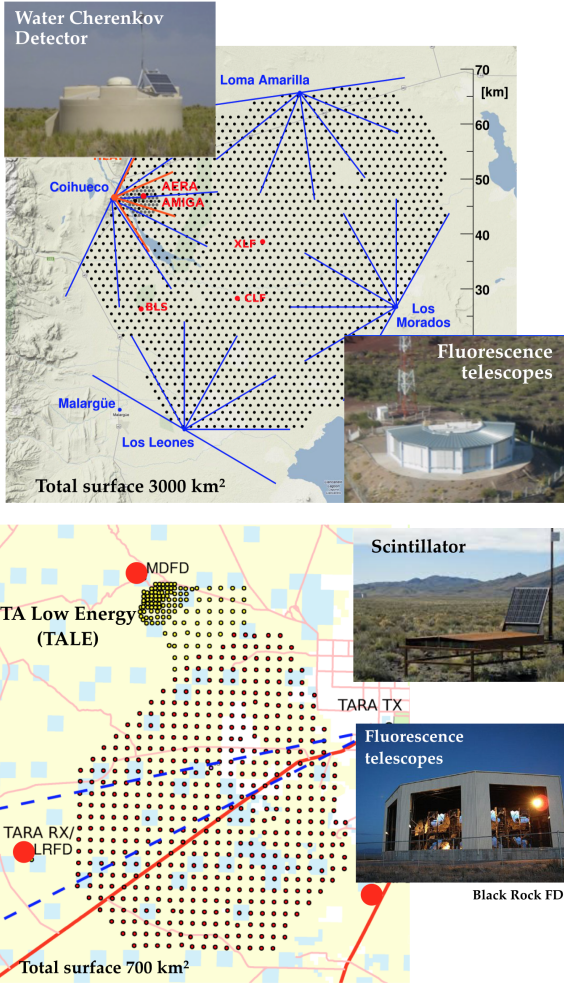 Water Cherenkov
Detector
Loma Amarilla
70
[km]
60
50
40
30
Coihueco
AERA
AMIGA
XLF
CLF
BLS
Los
Morados
Fluorescence
telescopes
Malargüe
Malargüe
Los Leones
Total surface 3000 km²
MDFD
Scintillator
TA Low Energy
(TALE)
TARA TX
Fluorescence
telescopes
TARA RX/
LRFD
Black Rock FD
Total surface 700 km²